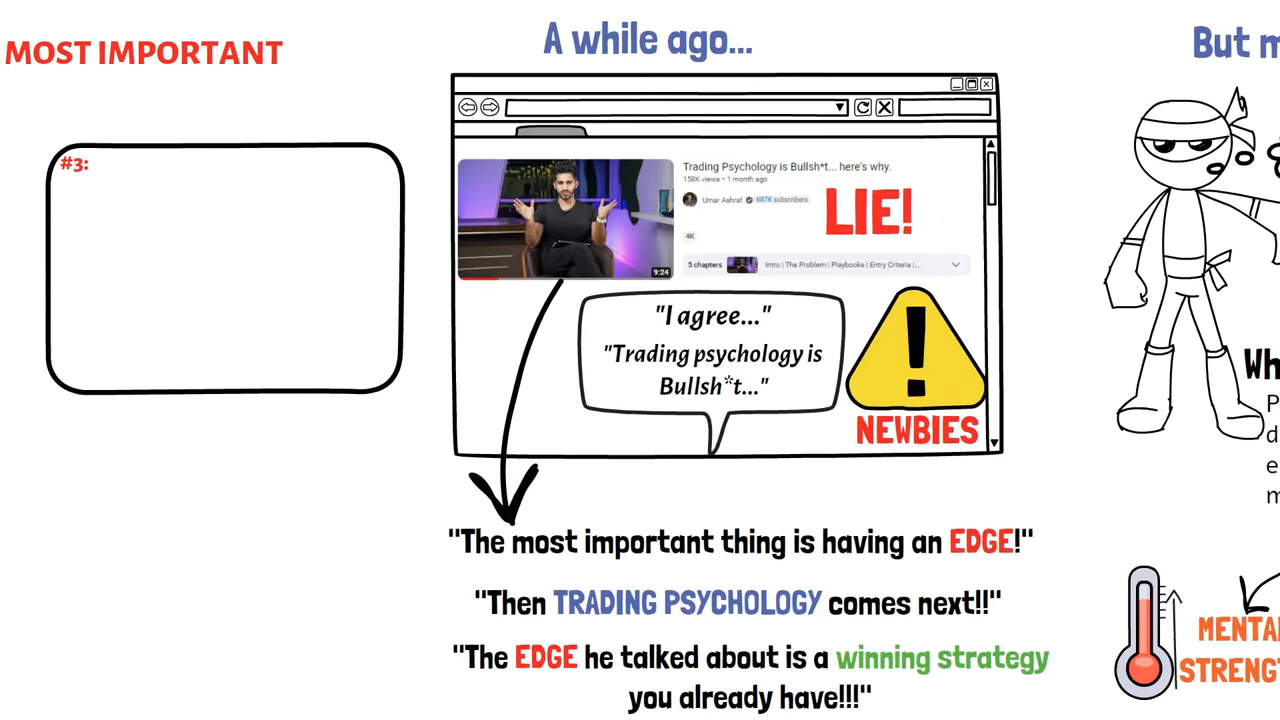 MOST IMPORTANT
#3:
A while ago...
Trading Psychology is Bullsh*t... here's why.
158K views • 1 month ago
Umar Ashraf 687K subscribers
LIE!
4K
5 chapters Intro | The Problem | Playbooks | Entry Criteria |...
9:24
"I agree..."
"Trading psychology is
Bullsh*t..."
NEWBIES
"The most important thing is having an EDGE!"
"Then TRADING PSYCHOLOGY comes next!!"
"The EDGE he talked about is a winning strategy
you already have!!!"
But m
Wh
P
d
e
m
MENTA
STRENGT